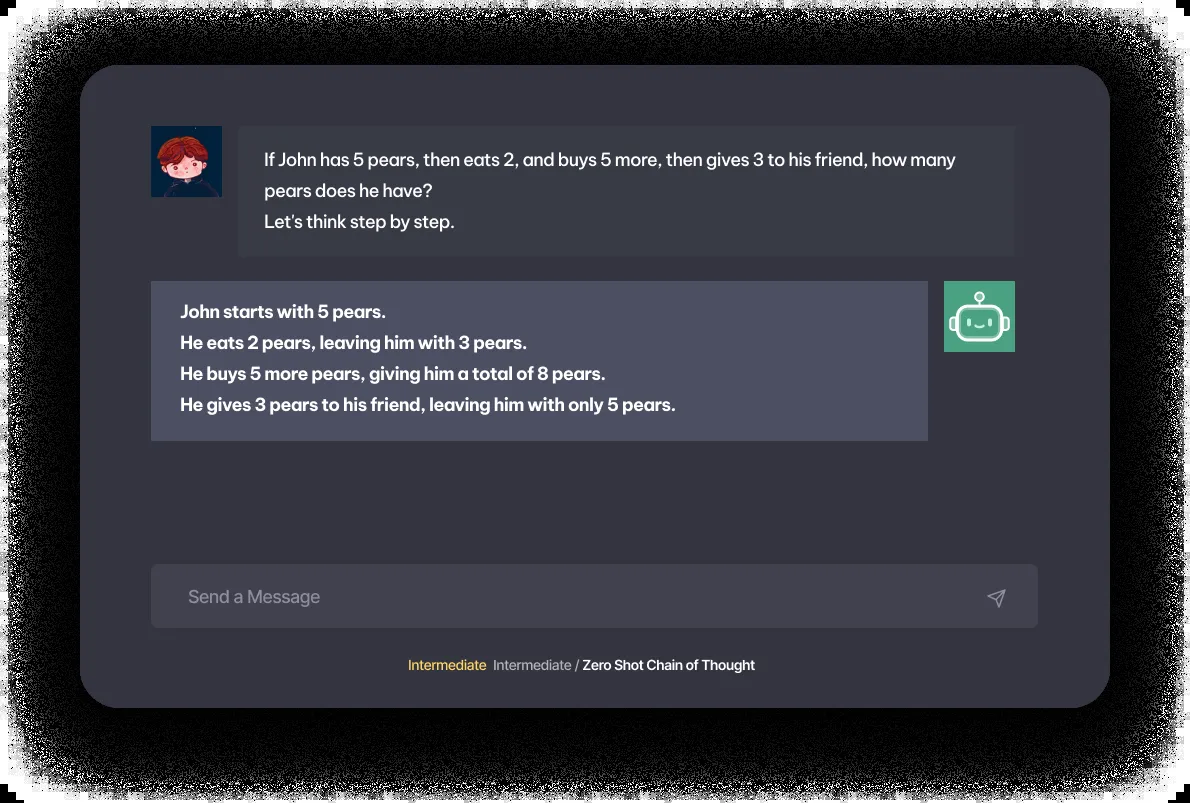 If John has 5 pears, then eats 2, and buys 5 more, then gives 3 to his friend, how many
pears does he have?
Let's think step by step.
John starts with 5 pears.
He eats 2 pears, leaving him with 3 pears.
He buys 5 more pears, giving him a total of 8 pears.
He gives 3 pears to his friend, leaving him with only 5 pears.
Send a Message
Intermediate Intermediate / Zero Shot Chain of Thought